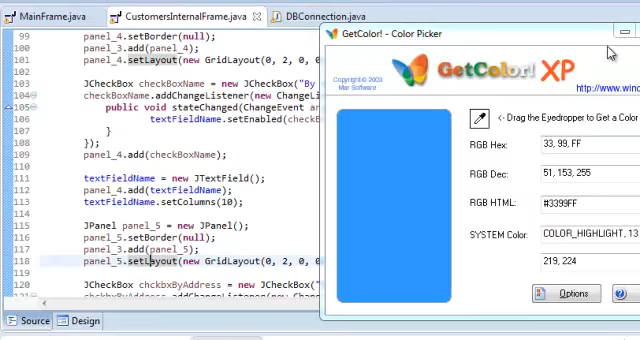 MainFrame.java
CustomersInternalFrame.java
DBConnection.java
99 panel_4.setBorder(null);
100 panel_3.add(panel_4);
101 panel_4.setLayout(new GridLayout(0, 2, 0, 0
102
103 JCheckBox checkBoxName = new JCheckBox("By
104 checkBoxName.addChangeListener(new ChangeL
105 public void stateChanged(ChangeEvent ar
106 textFieldName.setEnabled(checkB
107 }
108 });
109 panel_4.add(checkBoxName);
110
111 textFieldName = new JTextField();
112 panel_4.add(textFieldName);
113 textFieldName.setColumns(10);
114
115 JPanel panel_5 = new JPanel();
116 panel_5.setBorder(null);
117 panel_3.add(panel_5);
118 panel_5.setLayout(new GridLayout(0, 2, 0, 0
119
120 JCheckBox chckbxByAddress = new JCheckBox("
121 chckbxByAddress.addChangeListener(new Chan
Source
Design
GetColor! - Color Picker
Copyright © 2003
Mar Software
GetColor! XP
http://www.wind
<- Drag the Eyedropper to Get a Color
RGB Hex:
33, 99, FF
RGB Dec:
51, 153, 255
RGB HTML:
#3399FF
SYSTEM Color:
COLOR_HIGHLIGHT, 13
219, 224
Options